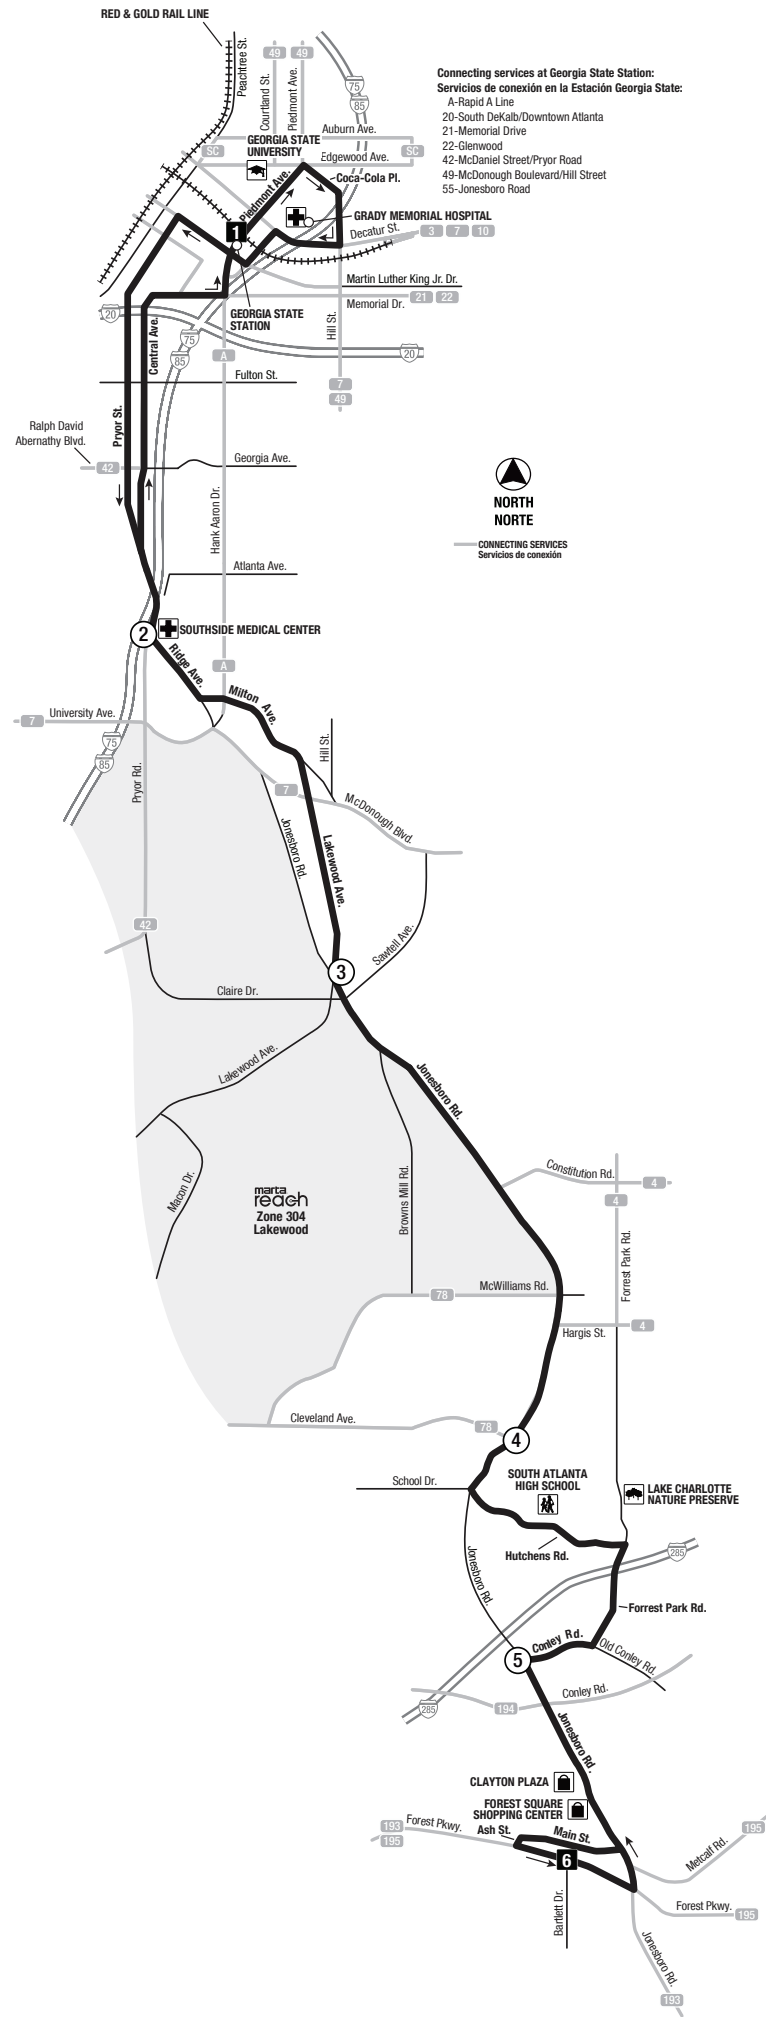 RED & GOLD RAIL LINE
Peachtree St.
49
49
Courtland St.
Piedmont Ave.
75
85
Connecting services at Georgia State Station:
Servicios de conexión en la Estación Georgia State:
A-Rapid A Line
20-South DeKalb/Downtown Atlanta
21-Memorial Drive
22-Glenwood
42-McDaniel Street/Pryor Road
49-McDonough Boulevard/Hill Street
55-Jonesboro Road
Auburn Ave.
GEORGIA STATE
UNIVERSITY
SC
SC
Edgewood Ave.
Coca-Cola Pl.
Piedmont Ave.
GRADY MEMORIAL HOSPITAL
1
Decatur St.
3
7
10
Martin Luther King Jr. Dr.
Memorial Dr.
21
22
GEORGIA STATE
STATION
20
Hill St.
75
85
Central Ave.
A
20
Fulton St.
7
49
Pryor St.
Ralph David
Abernathy Blvd.
42
Georgia Ave.
NORTH
NORTE
Hank Aaron Dr.
CONNECTING SERVICES
Servicios de conexión
Atlanta Ave.
2
SOUTHSIDE MEDICAL CENTER
Ridge Ave.
A
Milton Ave.
7
University Ave.
75
85
Hill St.
Pryor Rd.
7
McDonough Blvd.
Jonesboro Rd.
Lakewood Ave.
42
Sawtell Ave.
3
Claire Dr.
Lakewood Ave.
Jonesboro Rd.
Macon Dr.
Browns Mill Rd.
marta
reach
Zone 304
Lakewood
Constitution Rd.
4
4
Forrest Park Rd.
McWilliams Rd.
78
Hargis St.
4
Cleveland Ave.
78
4
School Dr.
SOUTH ATLANTA
HIGH SCHOOL
LAKE CHARLOTTE
NATURE PRESERVE
Hutchens Rd.
285
Jonesboro Rd.
Forrest Park Rd.
Conley Rd.
Old Conley Rd.
5
Conley Rd.
194
285
Jonesboro Rd.
CLAYTON PLAZA
FOREST SQUARE
SHOPPING CENTER
193
195
Forest Pkwy.
Ash St.
Main St.
195
Metcalf Rd.
6
Bartlett Dr.
Forest Pkwy.
195
Jonesboro Rd.
193